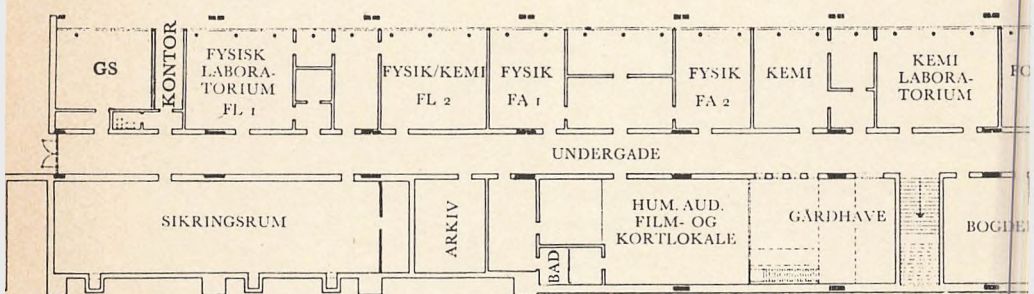 GS
KONTOR
FYSISK
LABORA-
TORIUM
FL 1
FYSIK/KEMI
FL 2
FYSIK
FA 1
FYSIK
FA 2
KEMI
KEMI
LABORA-
TORIUM
UNDERGADE
SIKRINGSRUM
ARKIV
BAD
HUM. AUD.
FILM- OG
KORTLOKALE
GÅRDHAVE